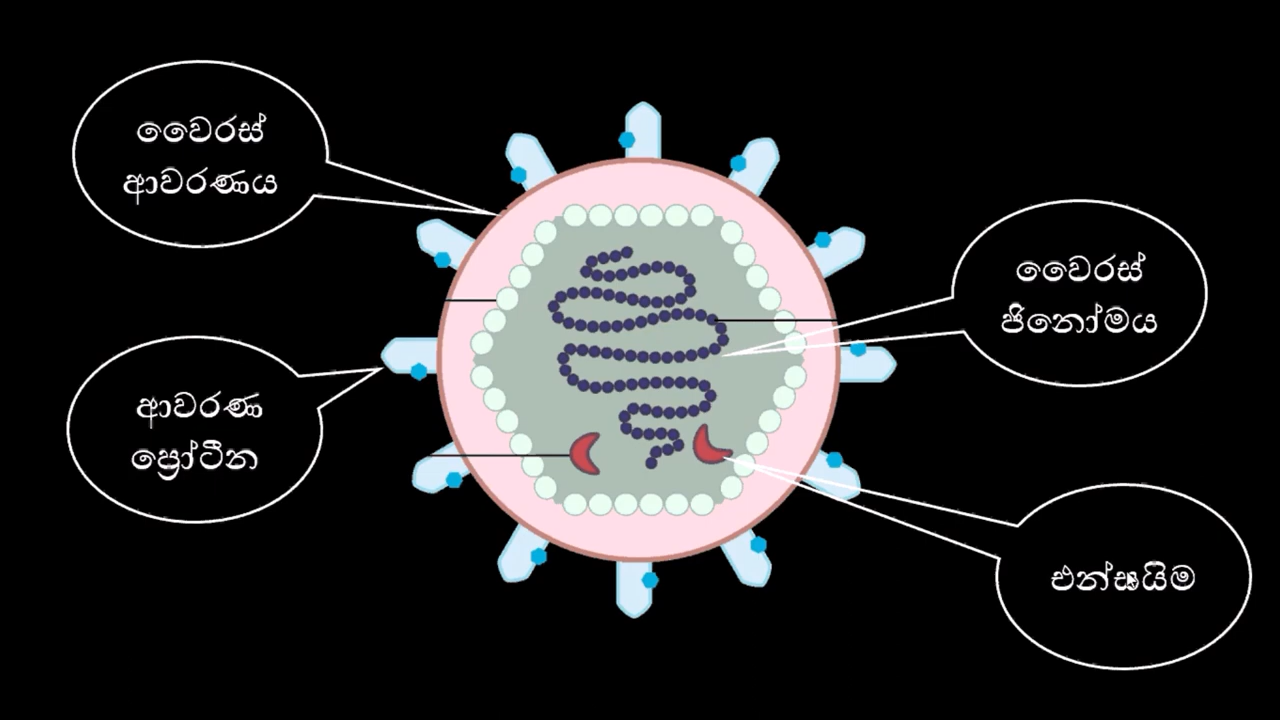 වෛරස්
ආවරණය
වෛරස්
ජිනෝමය
ආවරණ
ප්‍රෝටීන
එන්සයිම